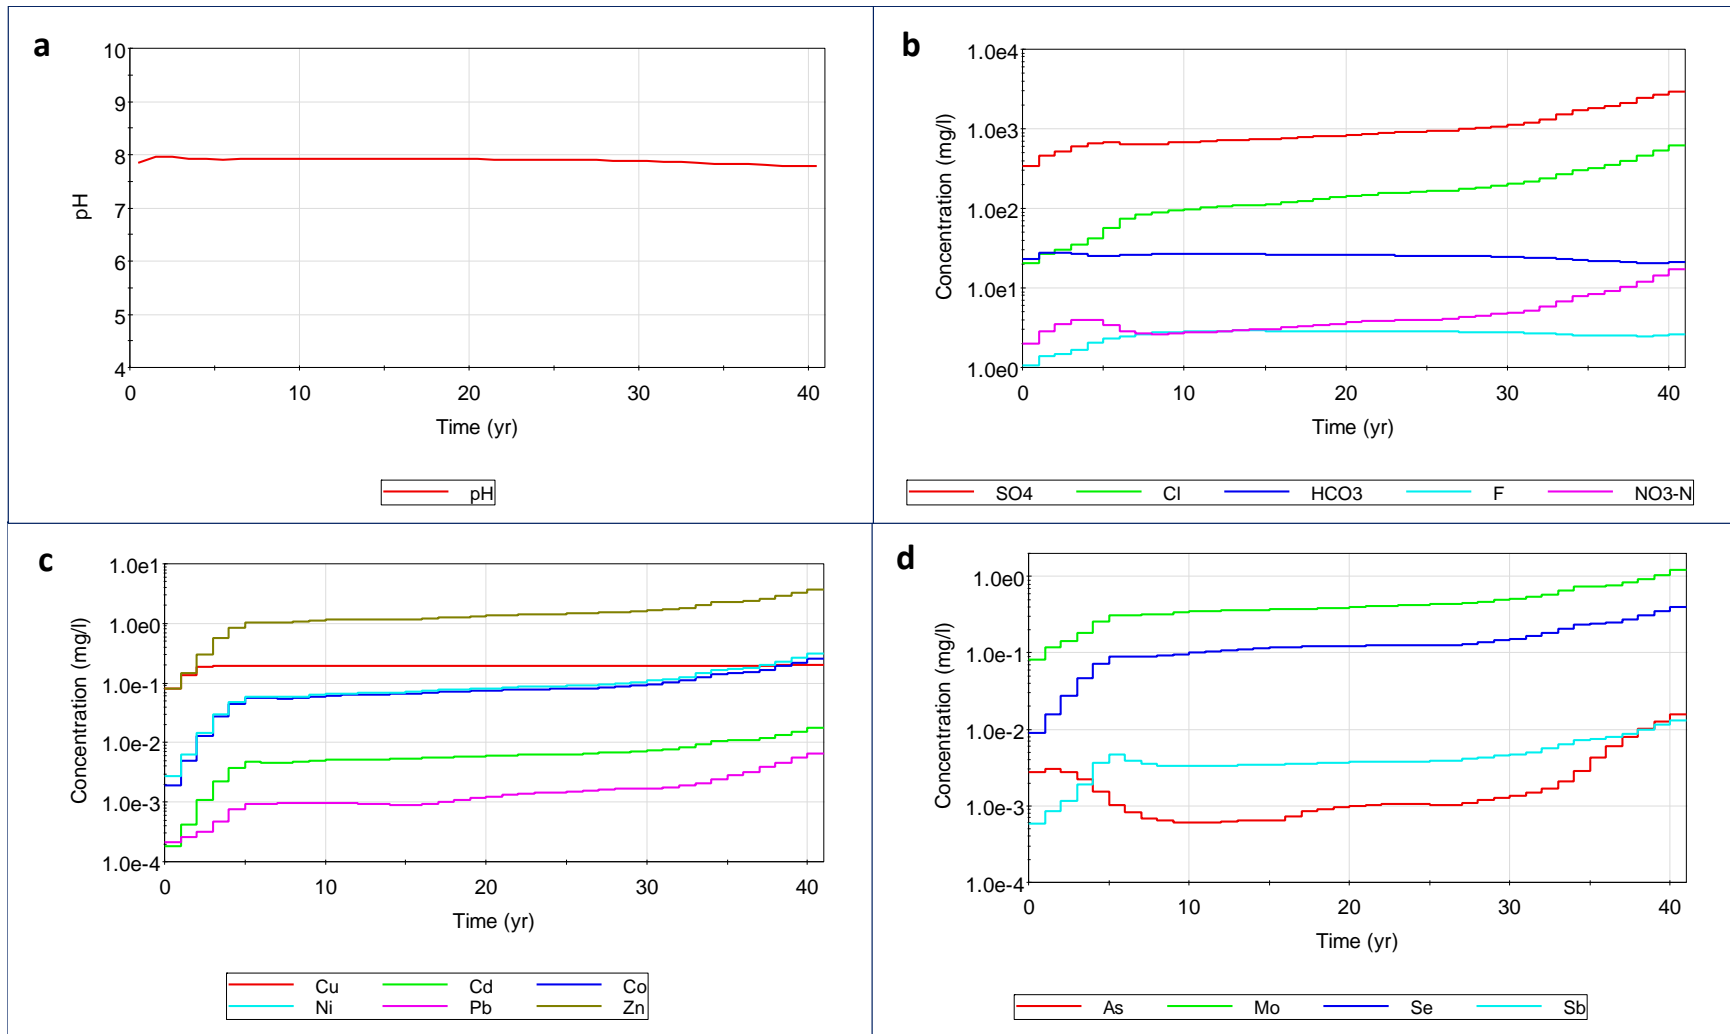 a
10
9
8
7
6
5
4
pH
0
10
20
30
40
Time (yr)
pH
b
1.0e4
1.0e3
1.0e2
1.0e1
1.0e0
Concentration (mg/l)
0
10
20
30
40
Time (yr)
SO4 Cl HCO3 F NO3-N
c
1.0e1
1.0e0
1.0e-1
1.0e-2
1.0e-3
1.0e-4
Concentration (mg/l)
0
10
20
30
40
Time (yr)
Cu Cd Co
Ni Pb Zn
d
1.0e0
1.0e-1
1.0e-2
1.0e-3
1.0e-4
Concentration (mg/l)
0
10
20
30
40
Time (yr)
As Mo Se Sb